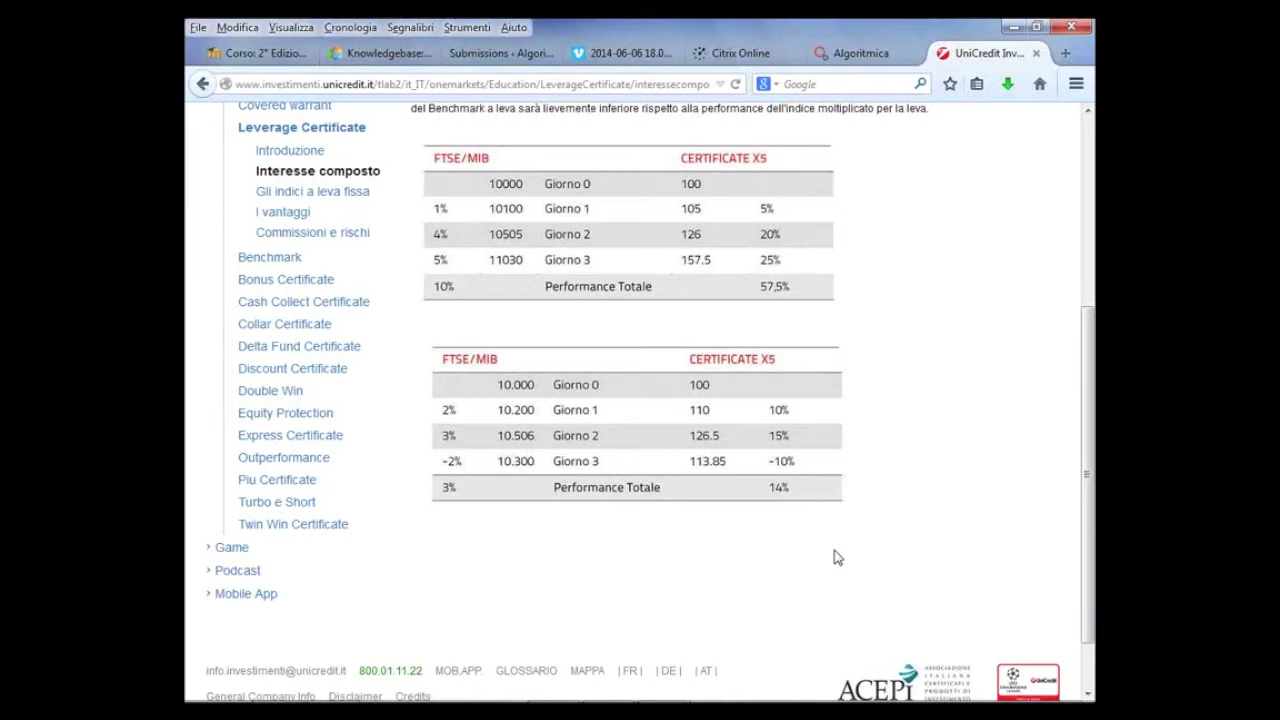 File Modifica Visualizza Cronologia Segnalibri Strumenti Aiuto
Corso: 2° Edizio... Knowledgebase:... Submissions ‹ Algori... 2014-06-06 18.0... Citrix Online Algoritmica UniCredit Inv...
www.investimenti.unicredit.it/tlab2/it_IT/onemarkets/Education/LeverageCertificate/interessecompo Google
Covered warrant
Leverage Certificate
Introduzione
Interesse composto
Gli indici a leva fissa
I vantaggi
Commissioni e rischi
Benchmark
Bonus Certificate
Cash Collect Certificate
Collar Certificate
Delta Fund Certificate
Discount Certificate
Double Win
Equity Protection
Express Certificate
Outperformance
Piu Certificate
Turbo e Short
Twin Win Certificate
Game
Podcast
Mobile App
del Benchmark a leva sarà lievemente inferiore rispetto alla performance dell'indice moltiplicato per la leva.
FTSE/MIB CERTIFICATE X5
10000 Giorno 0 100
1% 10100 Giorno 1 105 5%
4% 10505 Giorno 2 126 20%
5% 11030 Giorno 3 157.5 25%
10% Performance Totale 57,5%
FTSE/MIB CERTIFICATE X5
10.000 Giorno 0 100
2% 10.200 Giorno 1 110 10%
3% 10.506 Giorno 2 126.5 15%
-2% 10.300 Giorno 3 113.85 -10%
3% Performance Totale 14%
info.investimenti@unicredit.it 800.01.11.22 MOB.APP. GLOSSARIO MAPPA | FR | | DE | | AT |
General Company Info Disclaimer Credits
ACEPI
ASSOCIAZIONE
ITALIANA
CERTIFICATI E
PRODOTTI DI
INVESTIMENTO
UniCredit